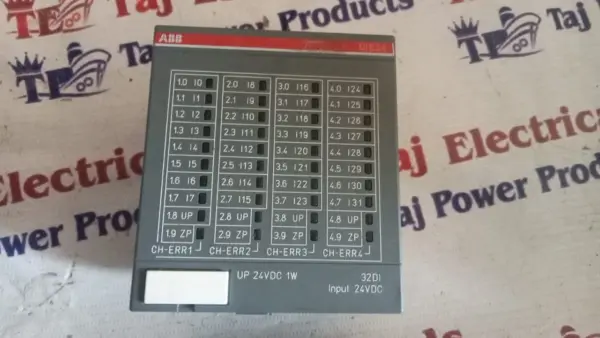 Power Products
Taj
TE
Taj Electrical
ABB
1.0 I0 2.0 I8 3.0 I16 4.0 I24
1.1 I1 2.1 I9 3.1 I17 4.1 I25
1.2 I2 2.2 I10 3.2 I18 4.2 I26
1.3 I3 2.3 I11 3.3 I19 4.3 I27
1.4 I4 2.4 I12 3.4 I20 4.4 I28
1.5 I5 2.5 I13 3.5 I21 4.5 I29
1.6 I6 2.6 I14 3.6 I22 4.6 I30
1.7 I7 2.7 I15 3.7 I23 4.7 I31
1.8 UP 2.8 UP 3.8 UP 4.8 UP
1.9 ZP 2.9 ZP 3.9 ZP 4.9 ZP
CH-ERR1 CH-ERR2 CH-ERR3 CH-ERR4
UP 24VDC 1W 32DI
Input 24VDC
Electrical
Power
Taj Electrical
Taj Power Produc